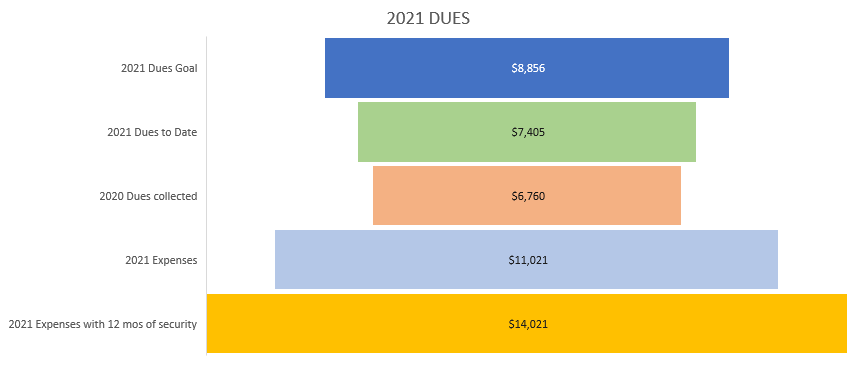 2021 DUES
2021 Dues Goal $8,856
2021 Dues to Date $7,405
2020 Dues collected $6,760
2021 Expenses $11,021
2021 Expenses with 12 mos of security $14,021